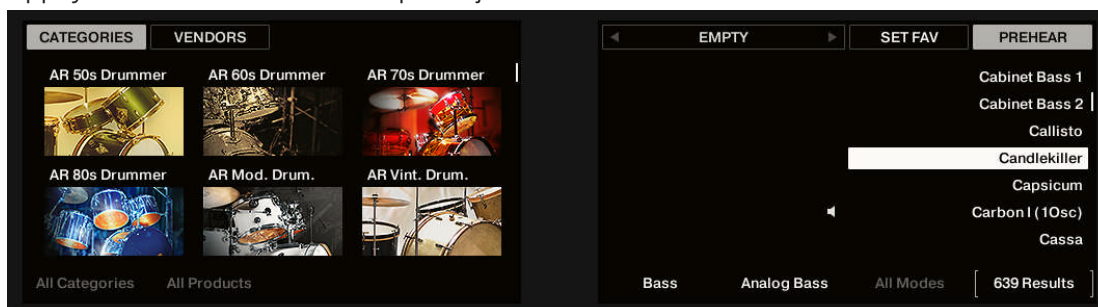 CATEGORIES VENDORS
AR 50s Drummer AR 60s Drummer AR 70s Drummer
AR 80s Drummer AR Mod. Drum. AR Vint. Drum.
All Categories All Products
EMPTY SET FAV PREHEAR
Cabinet Bass 1
Cabinet Bass 2
Callisto
Candlekiller
Capsicum
Carbon I (1Osc)
Cassa
Bass Analog Bass All Modes 639 Results